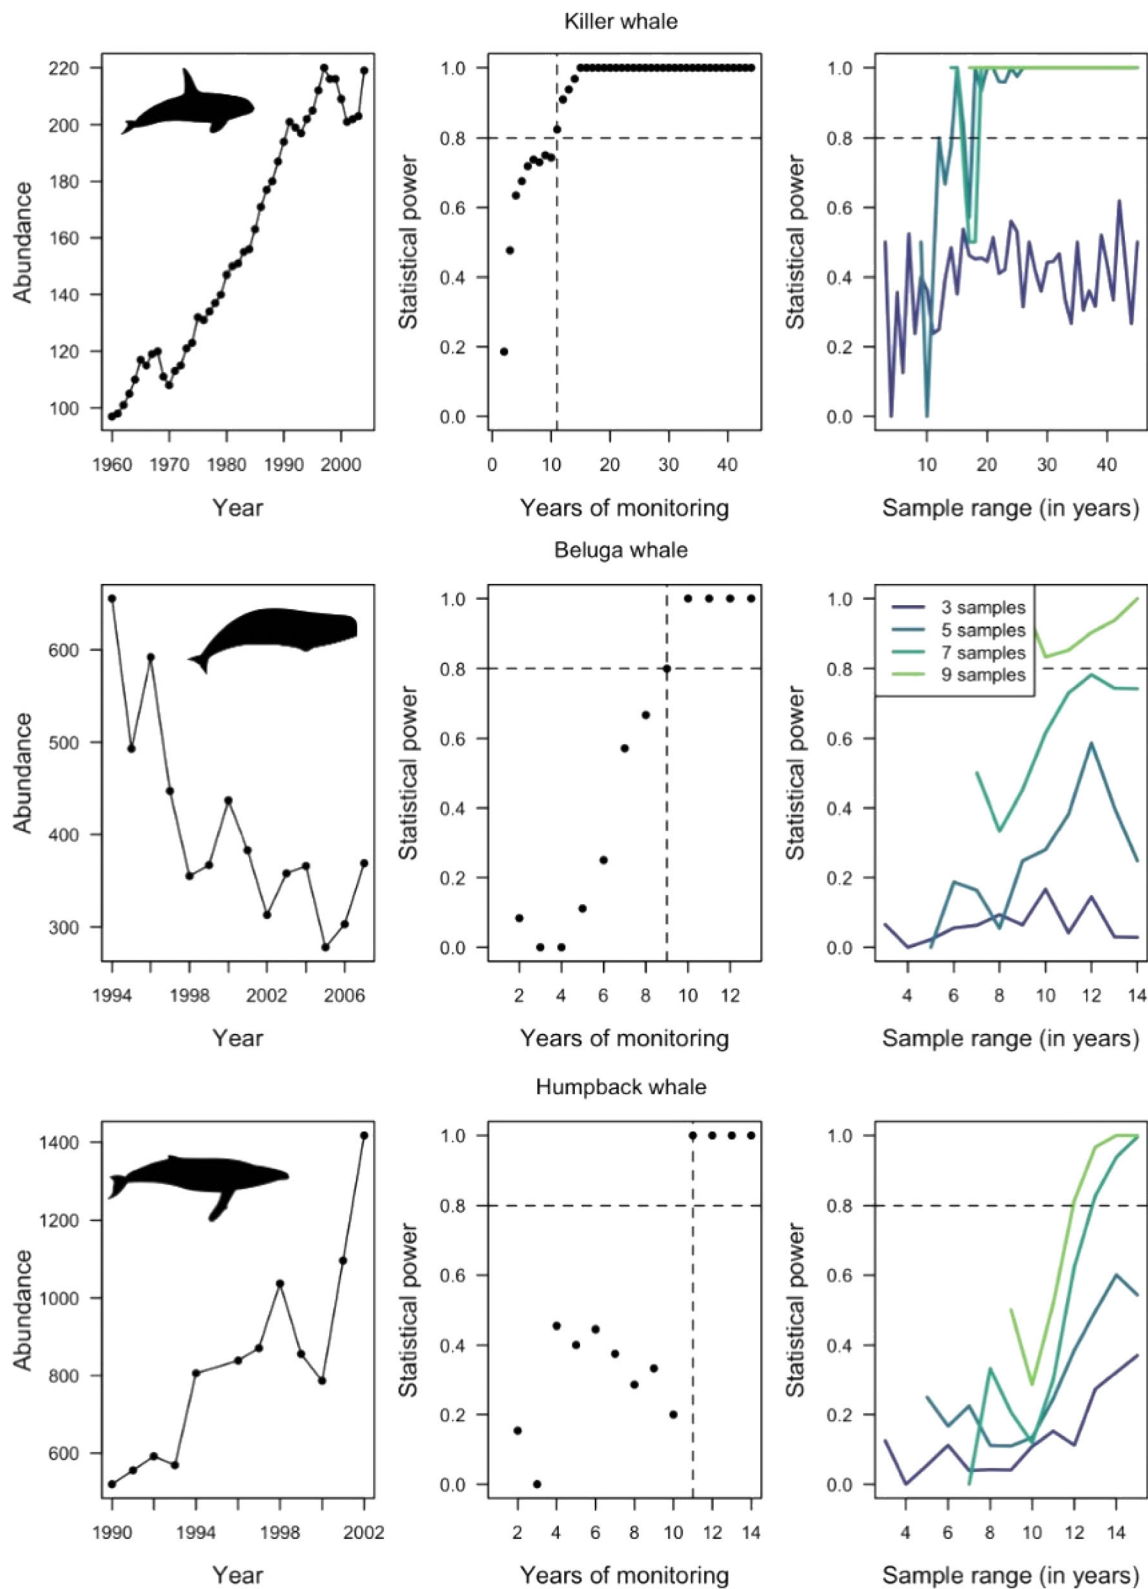 Killer whale
220
200
180
160
140
120
100
Abundance
1960 1970 1980 1990 2000
Year
1.0
0.8
0.6
0.4
0.2
0.0
Statistical power
0 10 20 30 40
Years of monitoring
1.0
0.8
0.6
0.4
0.2
0.0
Statistical power
10 20 30 40
Sample range (in years)
Beluga whale
600
500
400
300
Abundance
1994 1998 2002 2006
Year
1.0
0.8
0.6
0.4
0.2
0.0
Statistical power
2 4 6 8 10 12
Years of monitoring
1.0
0.8
0.6
0.4
0.2
0.0
Statistical power
3 samples
5 samples
7 samples
9 samples
4 6 8 10 12 14
Sample range (in years)
Humpback whale
1400
1200
1000
800
600
Abundance
1990 1994 1998 2002
Year
1.0
0.8
0.6
0.4
0.2
0.0
Statistical power
2 4 6 8 10 12 14
Years of monitoring
1.0
0.8
0.6
0.4
0.2
0.0
Statistical power
4 6 8 10 12 14
Sample range (in years)